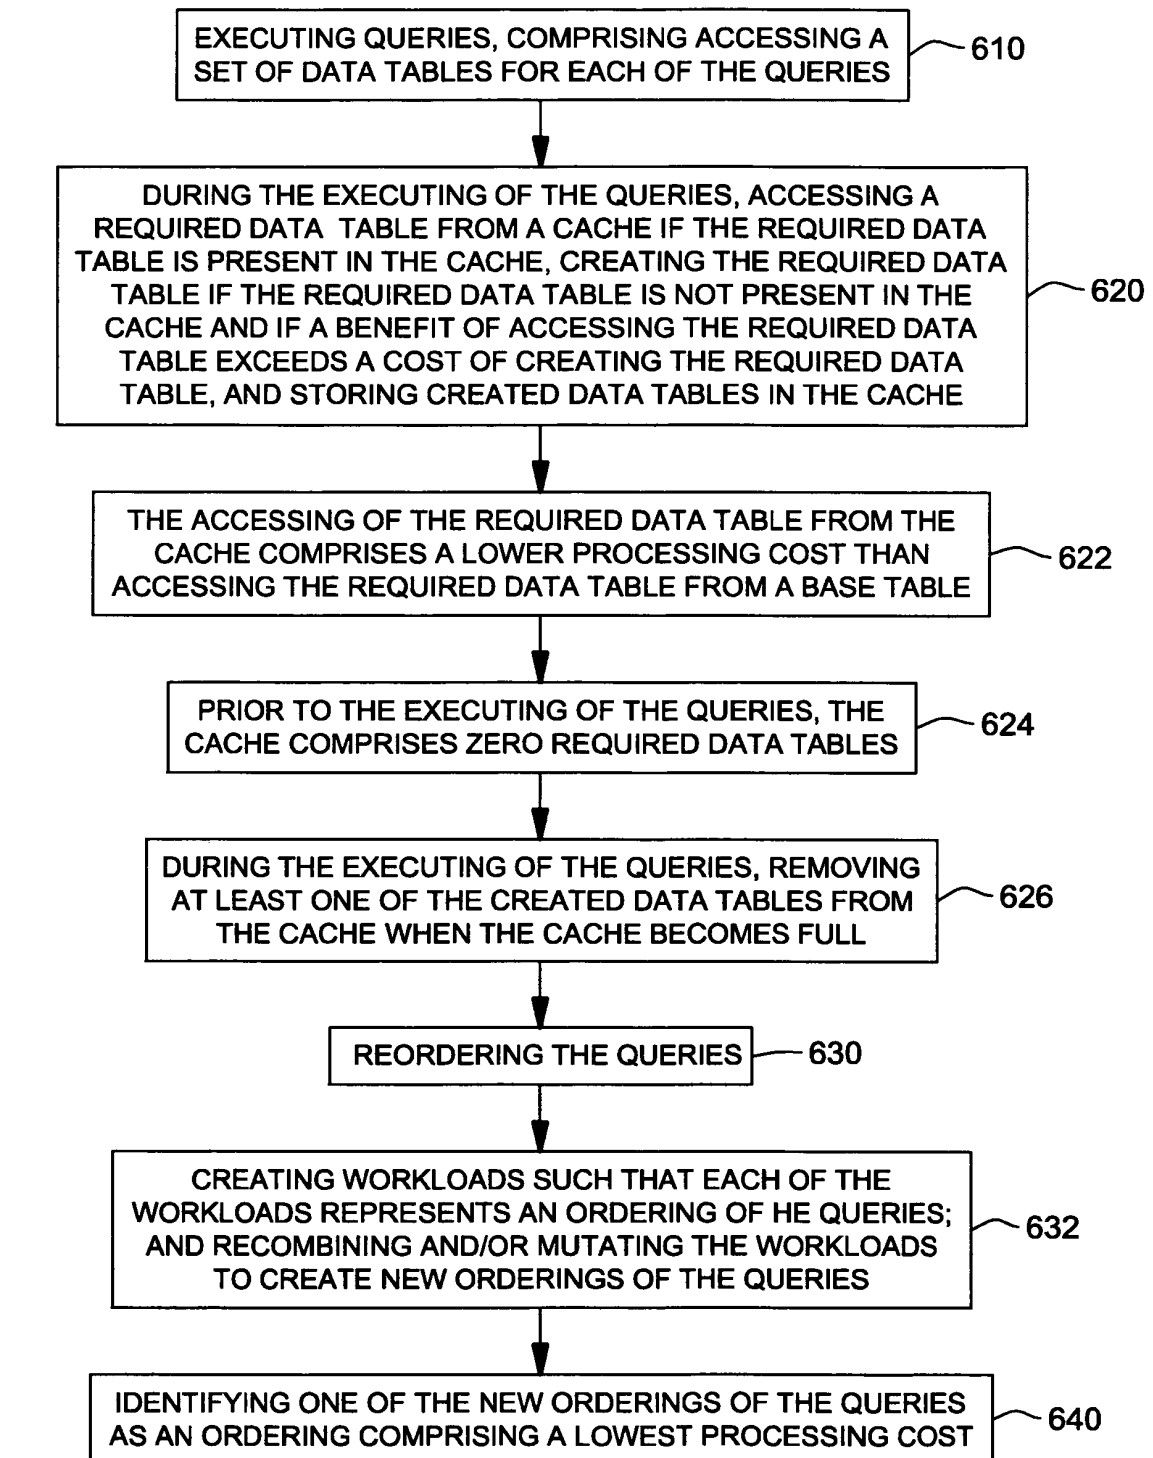 EXECUTING QUERIES, COMPRISING ACCESSING A
SET OF DATA TABLES FOR EACH OF THE QUERIES
610
DURING THE EXECUTING OF THE QUERIES, ACCESSING A
REQUIRED DATA TABLE FROM A CACHE IF THE REQUIRED DATA
TABLE IS PRESENT IN THE CACHE, CREATING THE REQUIRED DATA
TABLE IF THE REQUIRED DATA TABLE IS NOT PRESENT IN THE
CACHE AND IF A BENEFIT OF ACCESSING THE REQUIRED DATA
TABLE EXCEEDS A COST OF CREATING THE REQUIRED DATA
TABLE, AND STORING CREATED DATA TABLES IN THE CACHE
620
THE ACCESSING OF THE REQUIRED DATA TABLE FROM THE
CACHE COMPRISES A LOWER PROCESSING COST THAN
ACCESSING THE REQUIRED DATA TABLE FROM A BASE TABLE
622
PRIOR TO THE EXECUTING OF THE QUERIES, THE
CACHE COMPRISES ZERO REQUIRED DATA TABLES
624
DURING THE EXECUTING OF THE QUERIES, REMOVING
AT LEAST ONE OF THE CREATED DATA TABLES FROM
THE CACHE WHEN THE CACHE BECOMES FULL
626
REORDERING THE QUERIES
630
CREATING WORKLOADS SUCH THAT EACH OF THE
WORKLOADS REPRESENTS AN ORDERING OF HE QUERIES;
AND RECOMBINING AND/OR MUTATING THE WORKLOADS
TO CREATE NEW ORDERINGS OF THE QUERIES
632
IDENTIFYING ONE OF THE NEW ORDERINGS OF THE QUERIES
AS AN ORDERING COMPRISING A LOWEST PROCESSING COST
640